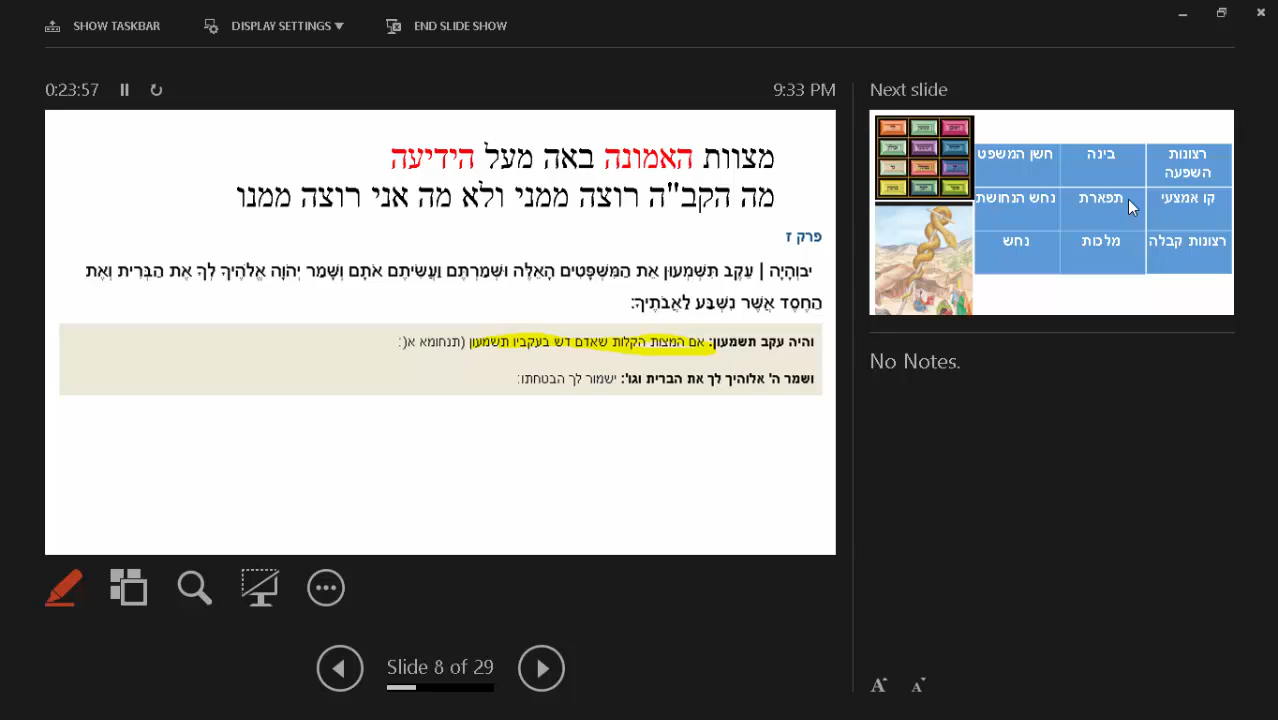 SHOW TASKBAR
DISPLAY SETTINGS
END SLIDE SHOW
0:23:57
9:33 PM
מצוות האמונה באה מעל הידיעה
מה הקב"ה רוצה ממני ולא מה אני רוצה ממנו
פרק ז
יבוְהָיָה | עֵקֶב תִּשְׁמְעוּן אֵת הַמִּשְׁפָּטִים הָאֵלֶּה וּשְׁמַרְתֶּם וַעֲשִׂיתֶם אֹתָם וְשָׁמַר יְהֹוָה אֱלֹהֶיךָ לְךָ אֶת הַבְּרִית וְאֶת
הַחֶסֶד אֲשֶׁר נִשְׁבַּע לַאֲבֹתֶיךָ:
והיה עקב תשמעון: אם המצות הקלות שאדם דש בעקביו תשמעון (תנחומא א(:
ושמר ה' אלוהיך לך את הברית וגו': ישמור לך הבטחתו:
Slide 8 of 29
Next slide
רצונות השפעה בינה חשן המשפט
קו אמצעי תפארת נחש הנחושת
רצונות קבלה מלכות נחש
No Notes.
A A